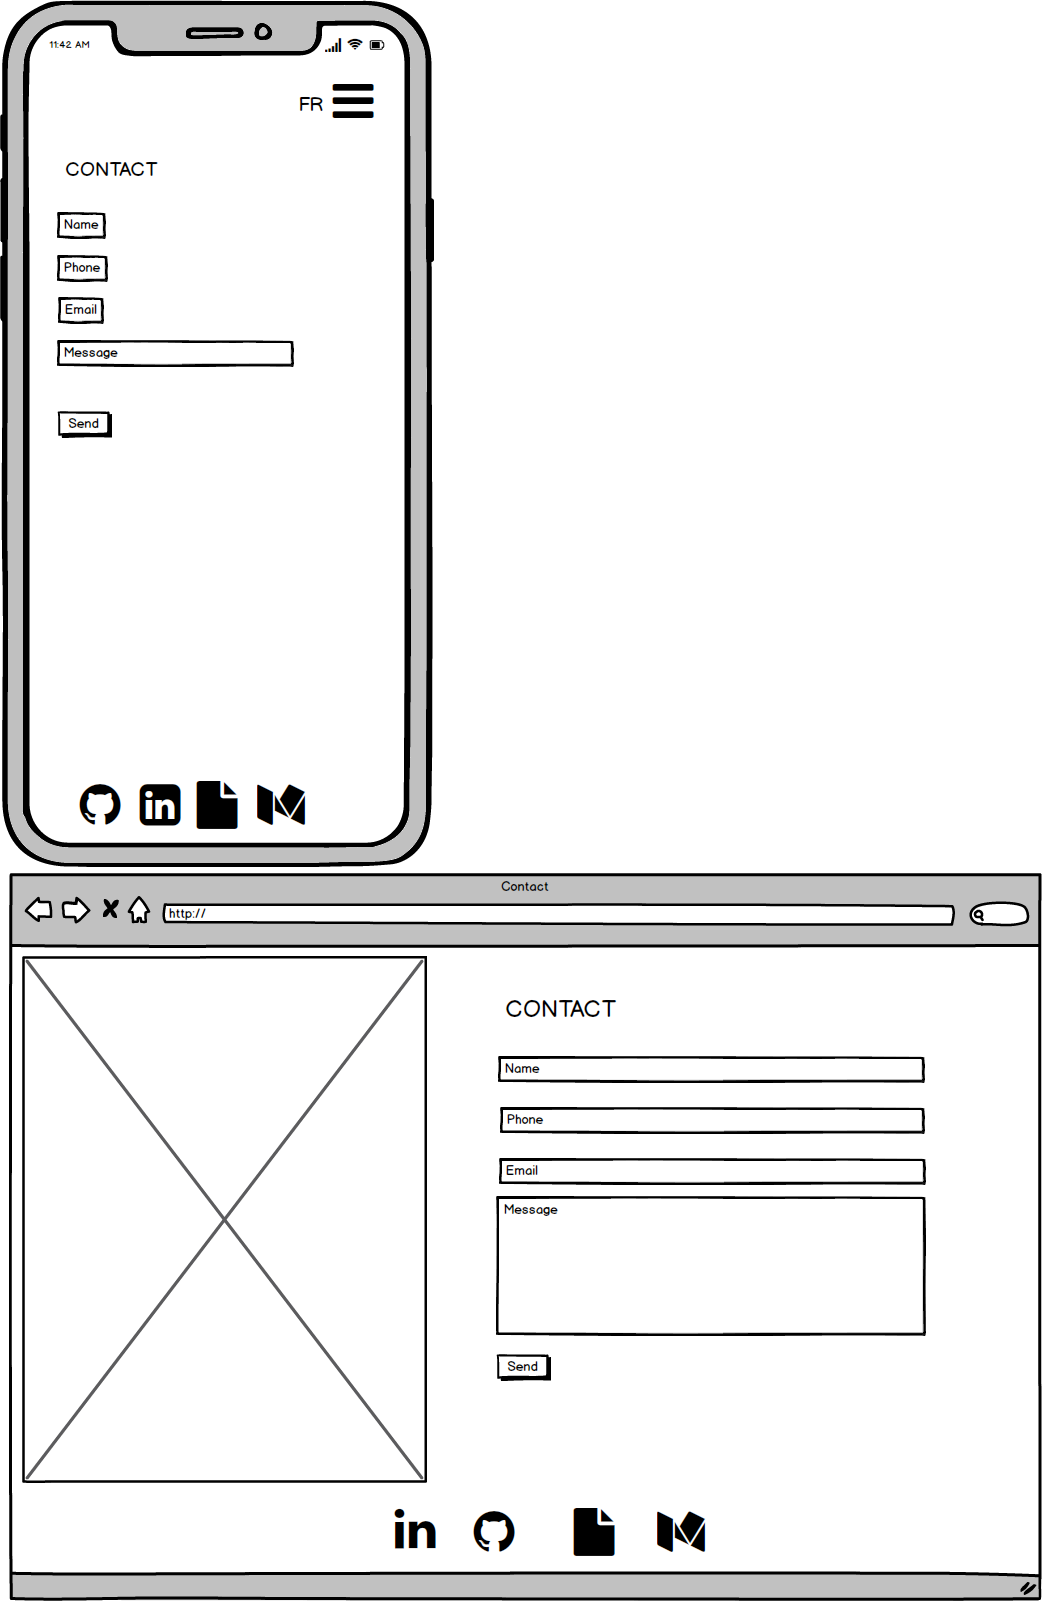 11:42 AM
FR
CONTACT
Name
Phone
Email
Message
Send
in
Contact
http://
CONTACT
Name
Phone
Email
Message
Send
in